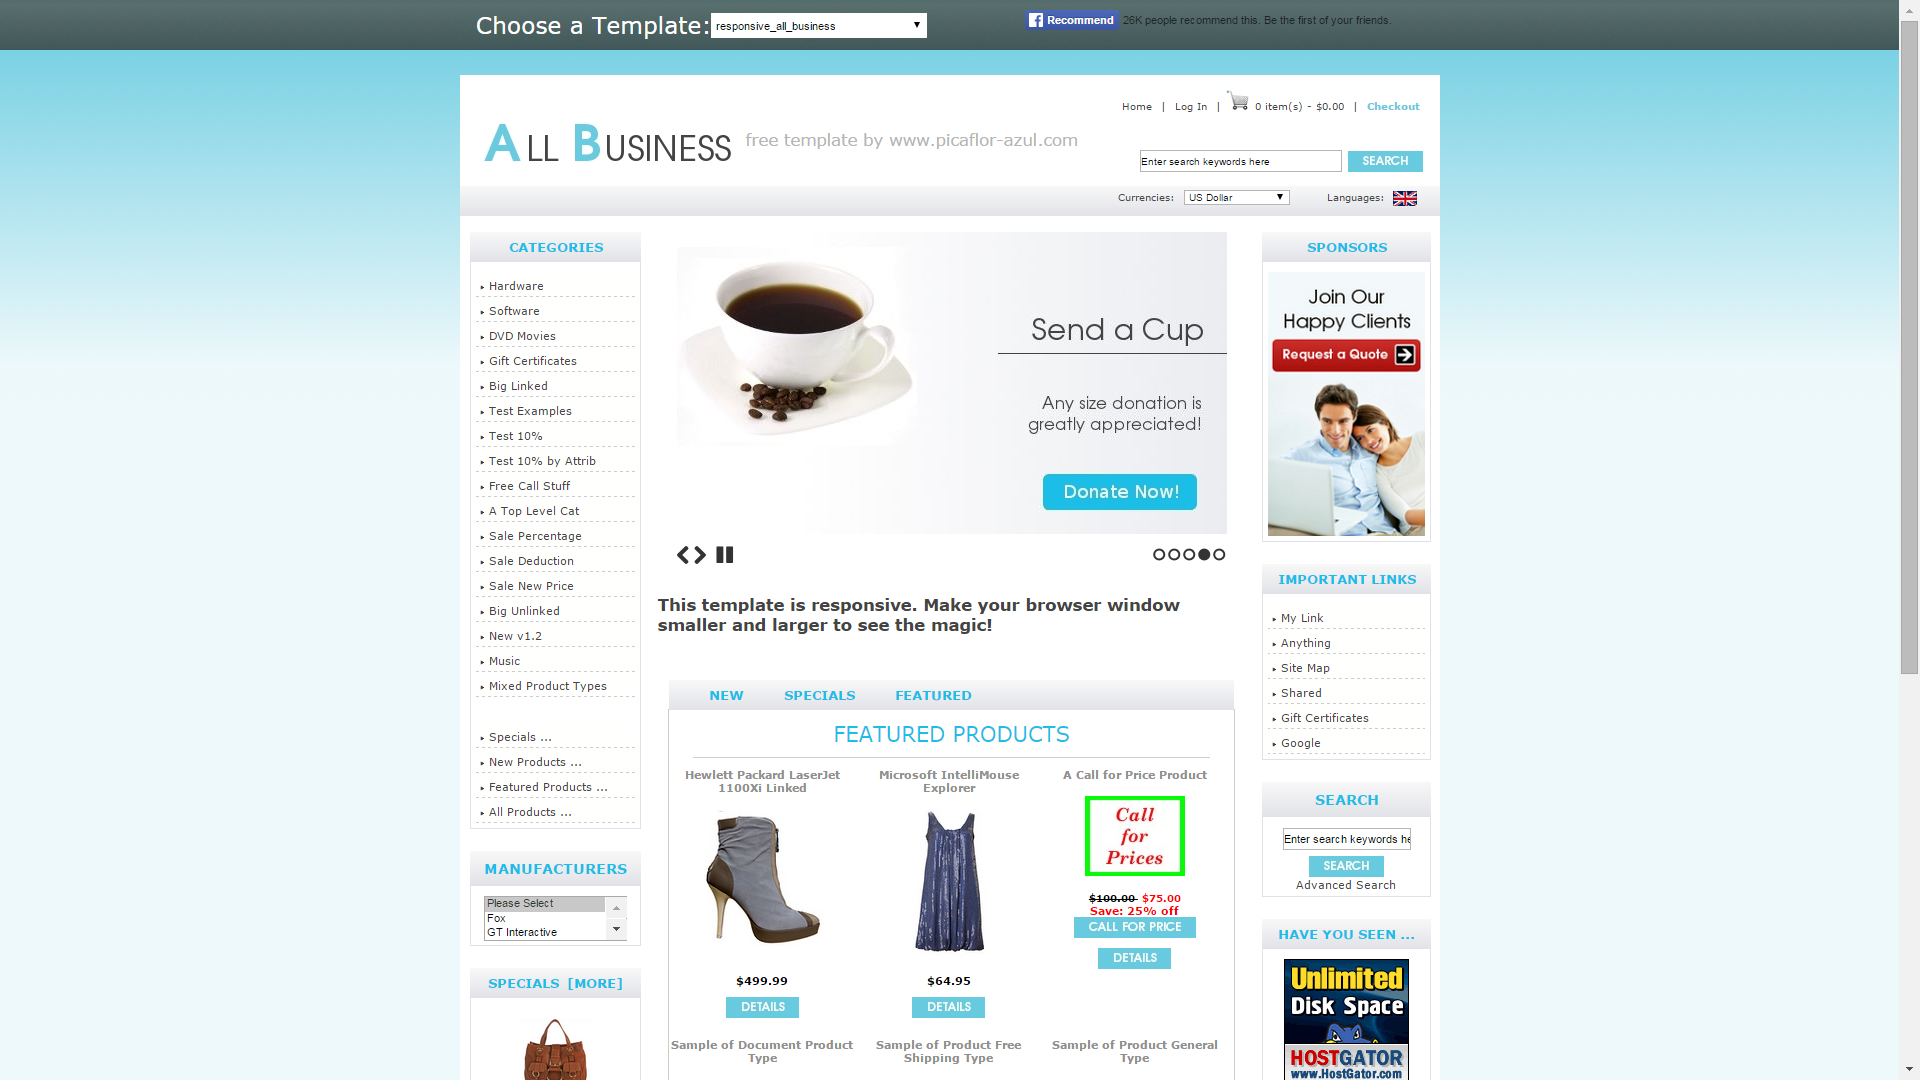 Choose a Template:
responsive_all_business
Recommend
26K people recommend this. Be the first of your friends.
Home | Log In | 0 item(s) - $0.00 | Checkout
ALL BUSINESS
free template by www.picaflor-azul.com
Enter search keywords here
SEARCH
Currencies:
US Dollar
Languages:
CATEGORIES
Hardware
Software
DVD Movies
Gift Certificates
Big Linked
Test Examples
Test 10%
Test 10% by Attrib
Free Call Stuff
A Top Level Cat
Sale Percentage
Sale Deduction
Sale New Price
Big Unlinked
New v1.2
Music
Mixed Product Types
Specials ...
New Products ...
Featured Products ...
All Products ...
MANUFACTURERS
Please Select
Fox
GT Interactive
SPECIALS [MORE]
Send a Cup
Any size donation is
greatly appreciated!
Donate Now!
This template is responsive. Make your browser window
smaller and larger to see the magic!
NEW
SPECIALS
FEATURED
FEATURED PRODUCTS
Hewlett Packard LaserJet
1100Xi Linked
$499.99
DETAILS
Microsoft IntelliMouse
Explorer
$64.95
DETAILS
A Call for Price Product
Call
for
Prices
$100.00 $75.00
Save: 25% off
CALL FOR PRICE
DETAILS
Sample of Document Product
Type
Sample of Product Free
Shipping Type
Sample of Product General
Type
SPONSORS
Join Our
Happy Clients
Request a Quote
IMPORTANT LINKS
My Link
Anything
Site Map
Shared
Gift Certificates
Google
SEARCH
Enter search keywords he
SEARCH
Advanced Search
HAVE YOU SEEN ...
Unlimited
Disk Space
HOSTGATOR
www.HostGator.com